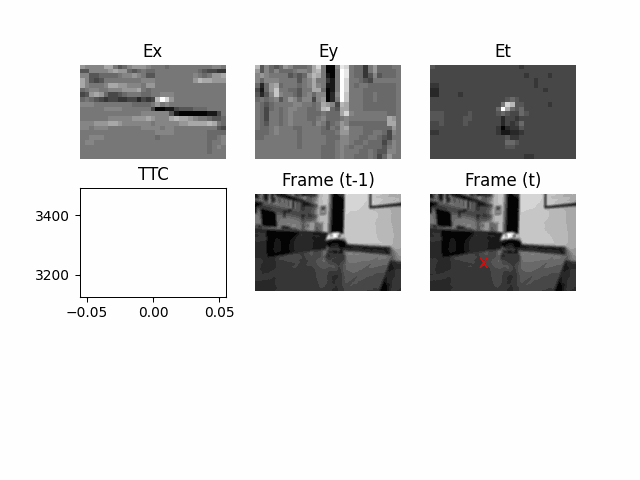 Ex
Ey
Et
TTC
Frame (t-1)
Frame (t)
3400
3200
−0.05
0.00
0.05
x